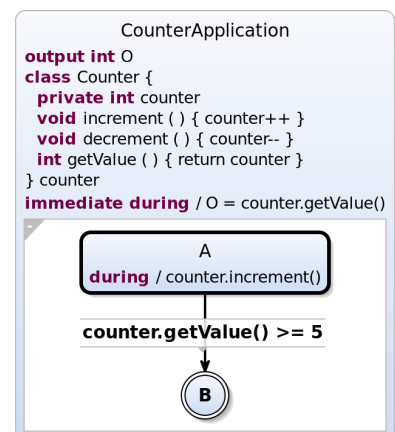 CounterApplication
output int O
class Counter {
private int counter
void increment ( ) { counter++ }
void decrement ( ) { counter-- }
int getValue ( ) { return counter }
} counter
immediate during / O = counter.getValue()
-
A
during / counter.increment()
counter.getValue() >= 5
B